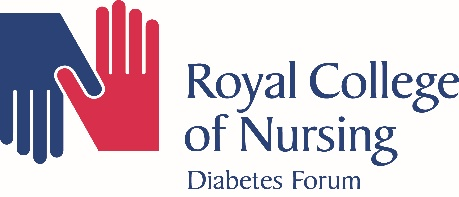 Royal College
of Nursing
Diabetes Forum